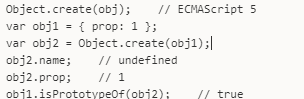 Object.create(obj);    // ECMAScript 5
var obj1 = { prop: 1 };
var obj2 = Object.create(obj1);
obj2.name;    // undefined
obj2.prop;    // 1
obj1.isPrototypeOf(obj2);    // true